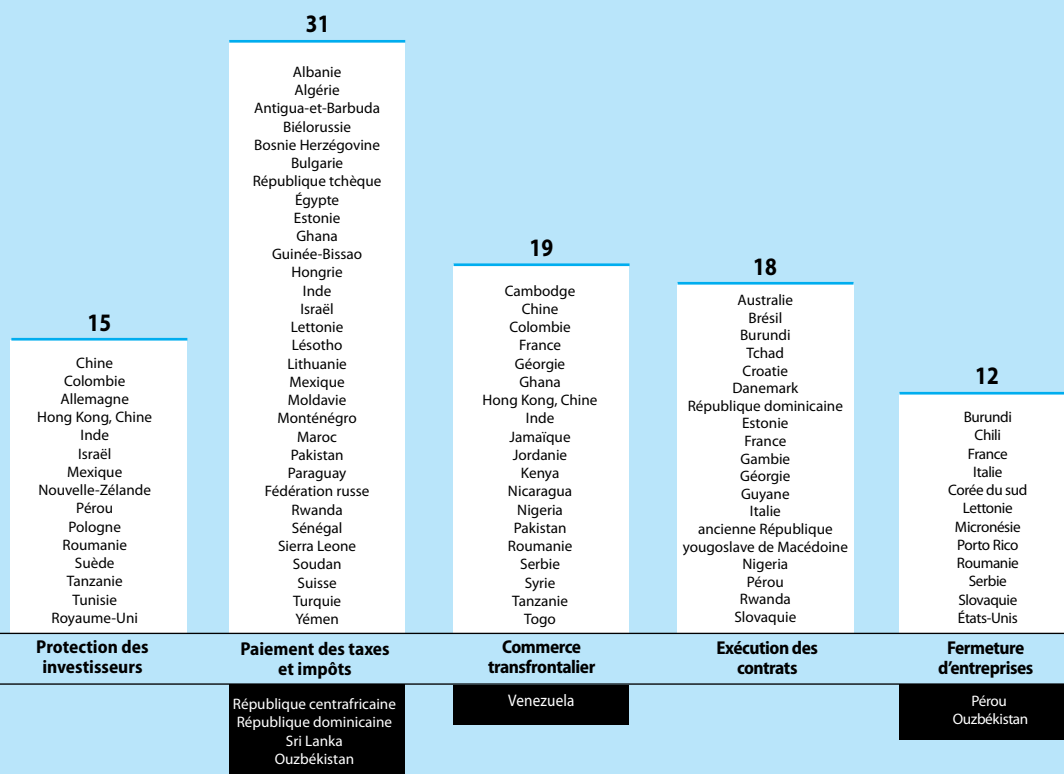 15
Chine
Colombie
Allemagne
Hong Kong, Chine
Inde
Israël
Mexique
Nouvelle-Zélande
Pérou
Pologne
Roumanie
Suède
Tanzanie
Tunisie
Royaume-Uni
Protection des
investisseurs
31
Albanie
Algérie
Antigua-et-Barbuda
Biélorussie
Bosnie Herzégovine
Bulgarie
République tchèque
Égypte
Estonie
Ghana
Guinée-Bissao
Hongrie
Inde
Israël
Lettonie
Lésotho
Lithuanie
Mexique
Moldavie
Monténégro
Maroc
Pakistan
Paraguay
Fédération russe
Rwanda
Sénégal
Sierra Leone
Soudan
Suisse
Turquie
Yémen
Paiement des taxes
et impôts
République centrafricaine
République dominicaine
Sri Lanka
Ouzbékistan
19
Cambodge
Chine
Colombie
France
Géorgie
Ghana
Hong Kong, Chine
Inde
Jamaïque
Jordanie
Kenya
Nicaragua
Nigeria
Pakistan
Roumanie
Serbie
Syrie
Tanzanie
Togo
Commerce
transfrontalier
Venezuela
18
Australie
Brésil
Burundi
Tchad
Croatie
Danemark
République dominicaine
Estonie
France
Gambie
Géorgie
Guyane
Italie
ancienne République
yougoslave de Macédoine
Nigeria
Pérou
Rwanda
Slovaquie
Exécution des
contrats
12
Burundi
Chili
France
Italie
Corée du sud
Lettonie
Micronésie
Porto Rico
Roumanie
Serbie
Slovaquie
États-Unis
Fermeture
d'entreprises
Pérou
Ouzbékistan